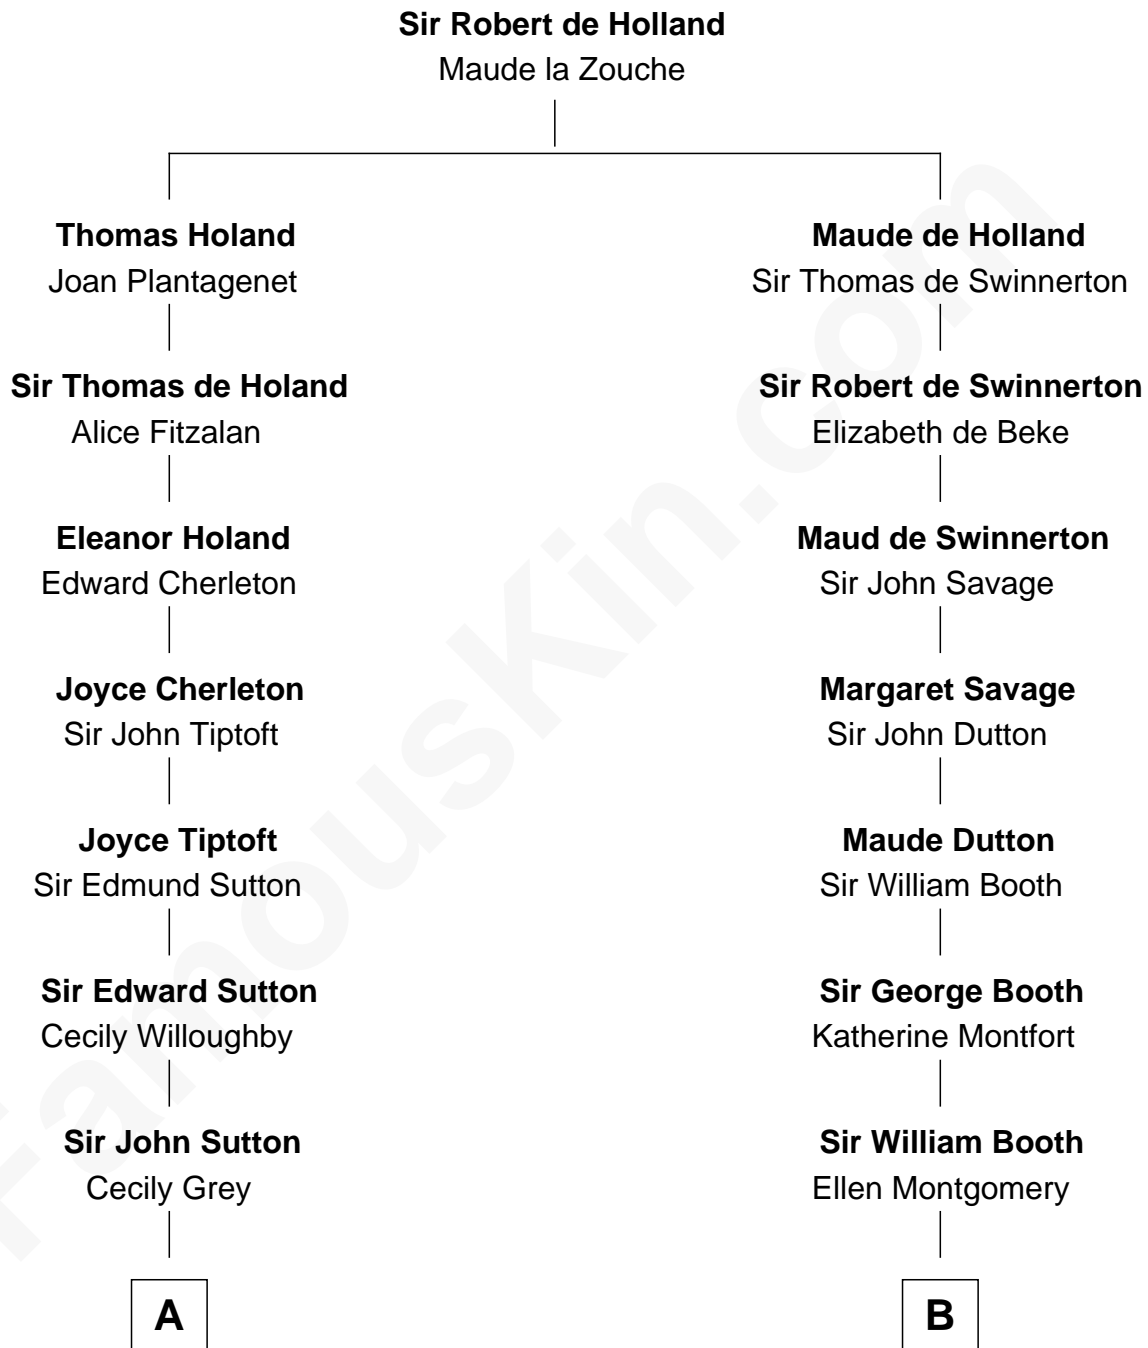 Sir Robert de Holland
Maude la Zouche
Thomas Holand
Joan Plantagenet
Maude de Holland
Sir Thomas de Swinnerton
Sir Thomas de Holand
Alice Fitzalan
Sir Robert de Swinnerton
Elizabeth de Beke
Eleanor Holand
Edward Cherleton
Maud de Swinnerton
Sir John Savage
Joyce Cherleton
Sir John Tiptoft
Margaret Savage
Sir John Dutton
Joyce Tiptoft
Sir Edmund Sutton
Maude Dutton
Sir William Booth
Sir Edward Sutton
Cecily Willoughby
Sir George Booth
Katherine Montfort
Sir John Sutton
Cecily Grey
Sir William Booth
Ellen Montgomery
A
B
FamousKin.com